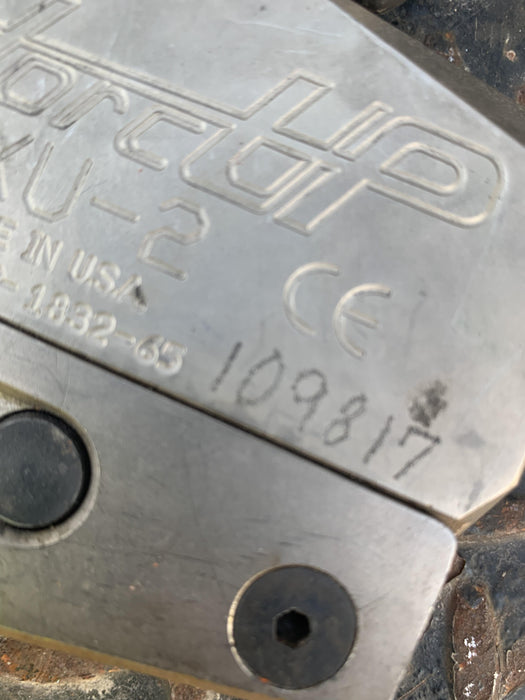 TorcUP
XU-2
E IN USA
-1832-65
CE
109817